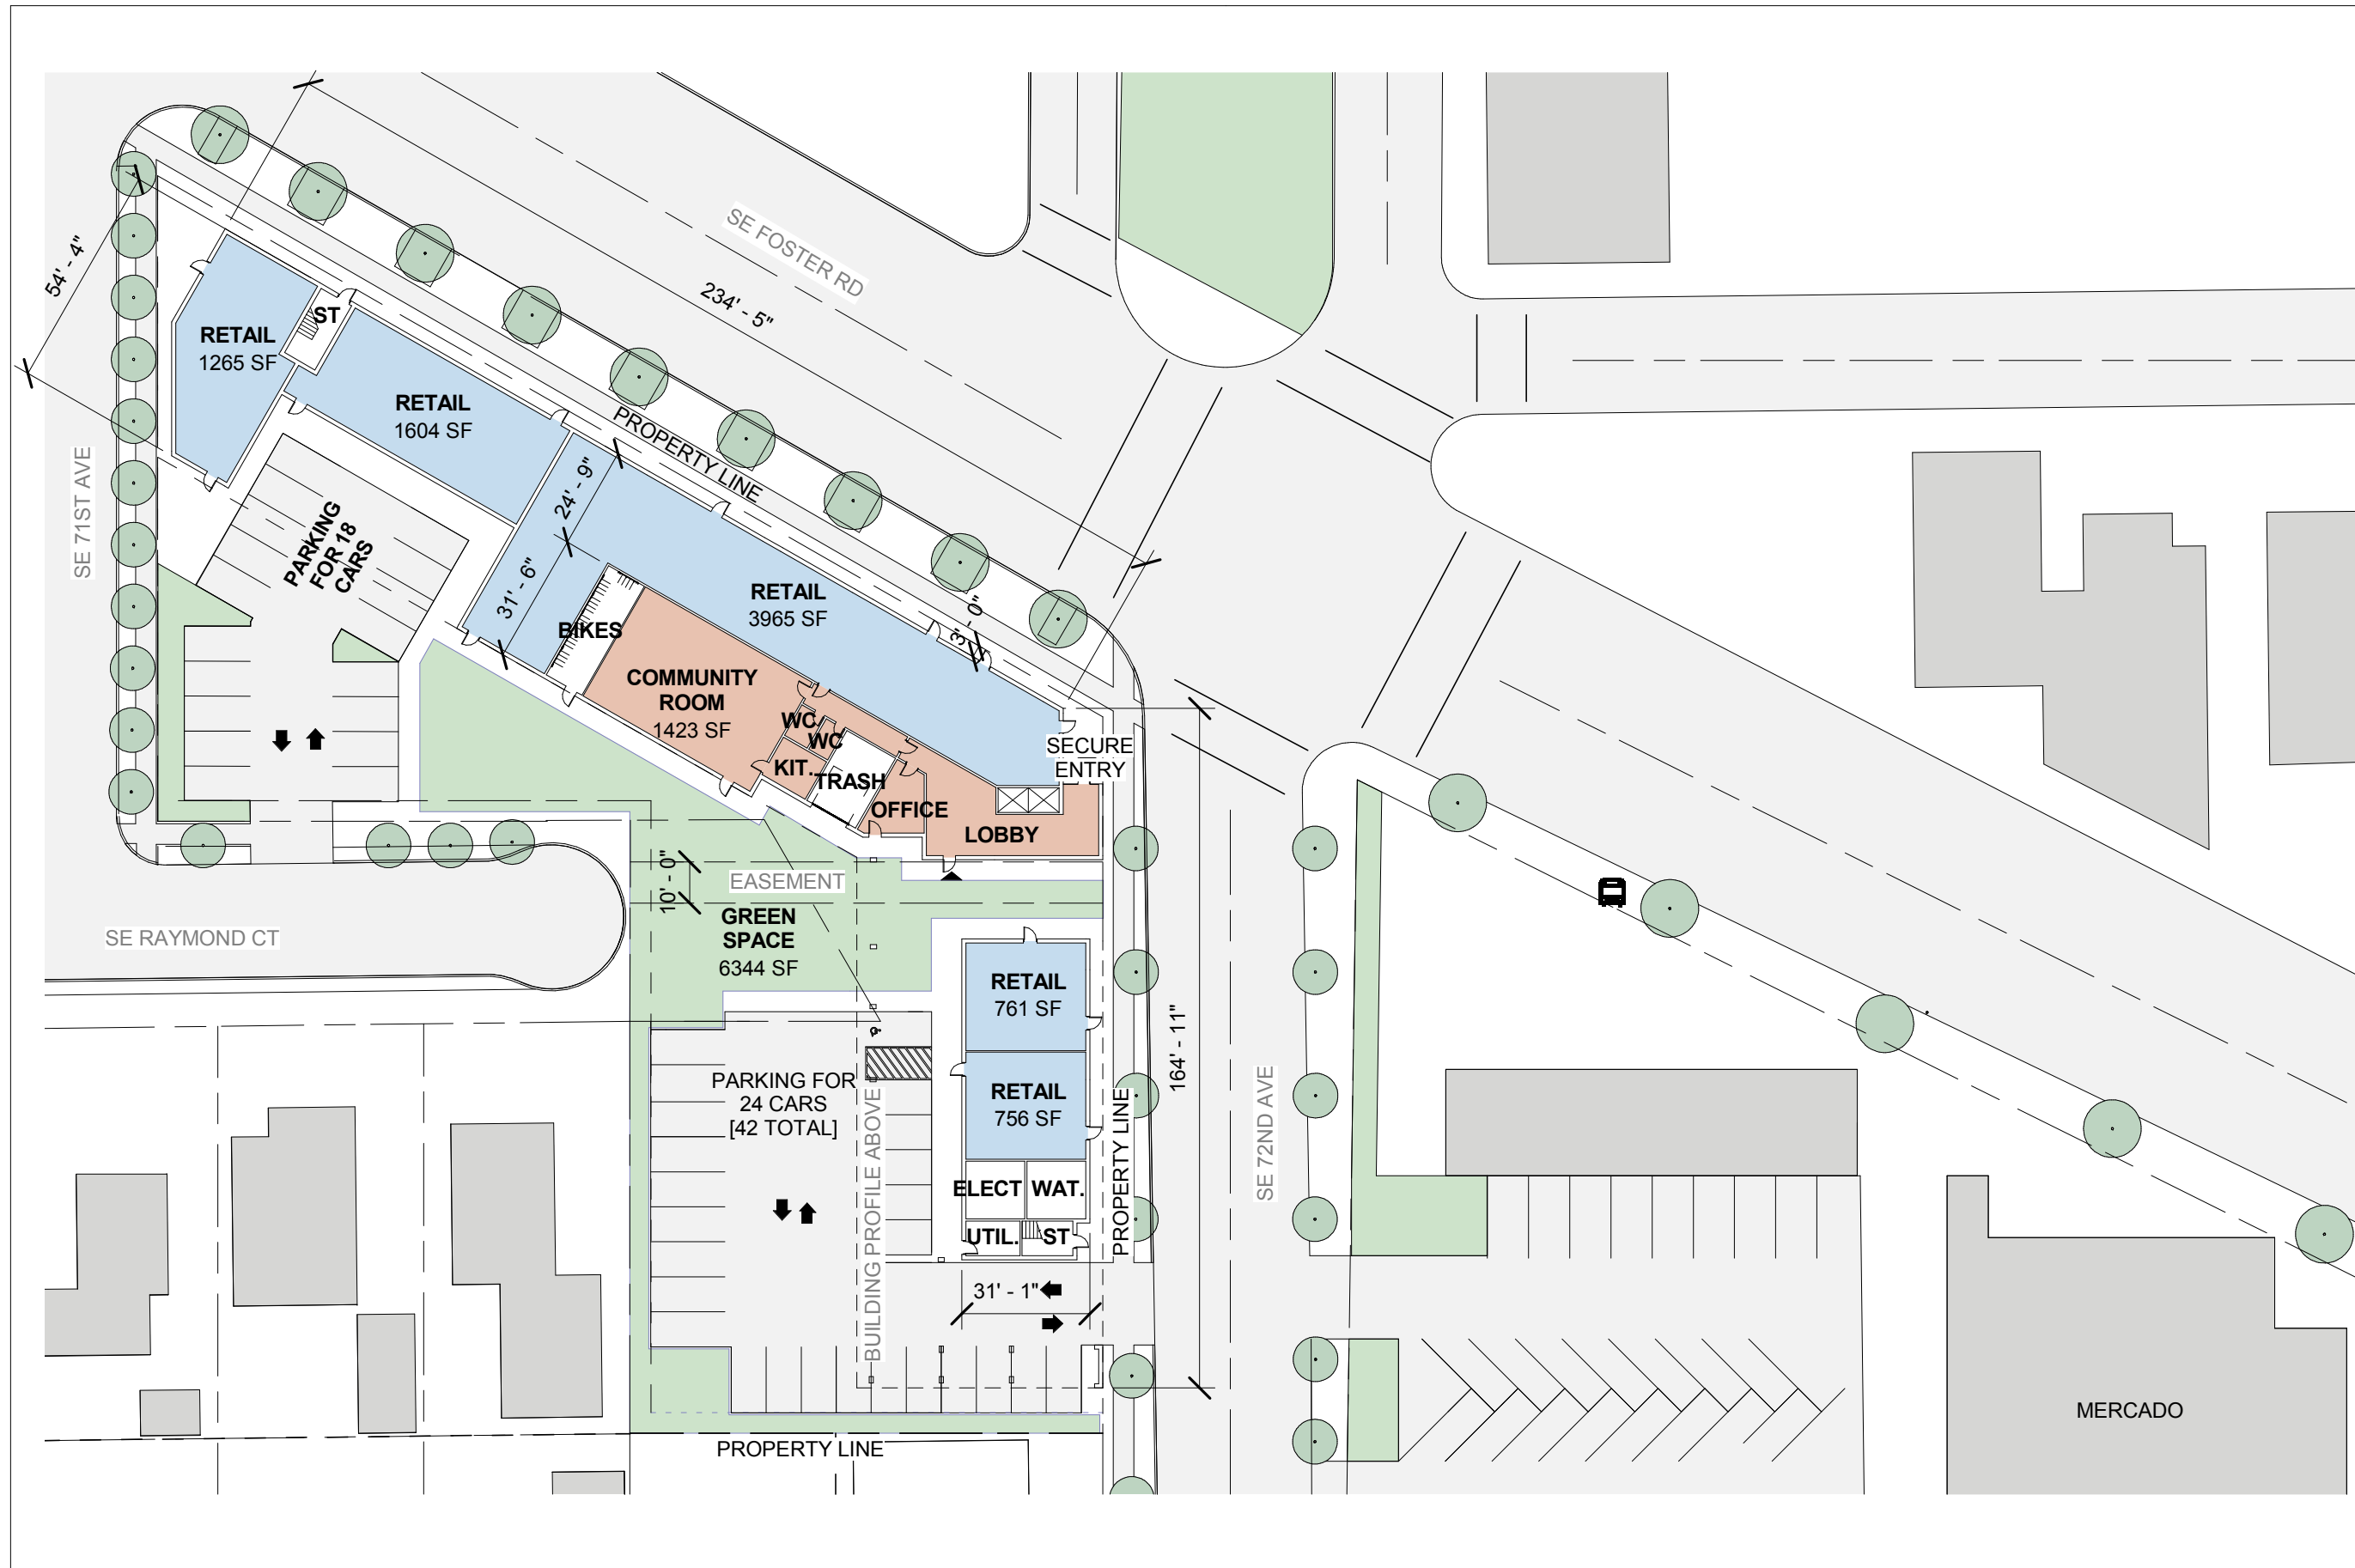 SE FOSTER RD
234' - 5"
54' - 4"
ST
RETAIL
1265 SF
RETAIL
1604 SF
PROPERTY LINE
24' - 9"
SE 71ST AVE
PARKING
FOR 18
CARS
31' - 6"
RETAIL
3965 SF
3' - 0"
BIKES
COMMUNITY
ROOM
1423 SF
WC
WC
KIT.
TRASH
SECURE
ENTRY
OFFICE
LOBBY
10' - 0"
EASEMENT
GREEN
SPACE
6344 SF
SE RAYMOND CT
RETAIL
761 SF
164' - 11"
PARKING FOR
24 CARS
[42 TOTAL]
RETAIL
756 SF
BUILDING PROFILE ABOVE
PROPERTY LINE
SE 72ND AVE
ELECT
WAT.
UTIL.
ST
31' - 1"
MERCADO
PROPERTY LINE